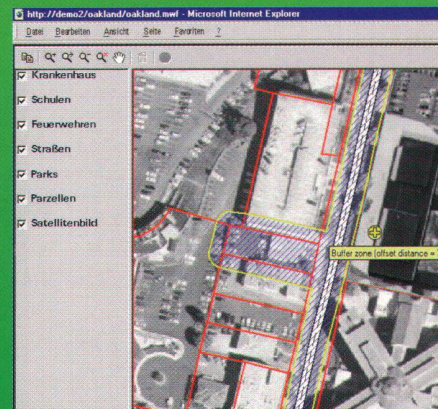 http://demo2/oakland/oakland.mwf - Microsoft Internet Explorer
Datei Bearbeiten Ansicht Seite Favoriten ?
Krankenhaus
Schulen
Feuerwehren
Straßen
Parks
Parzellen
Satellitenbild
Buffer zone (offset distance =